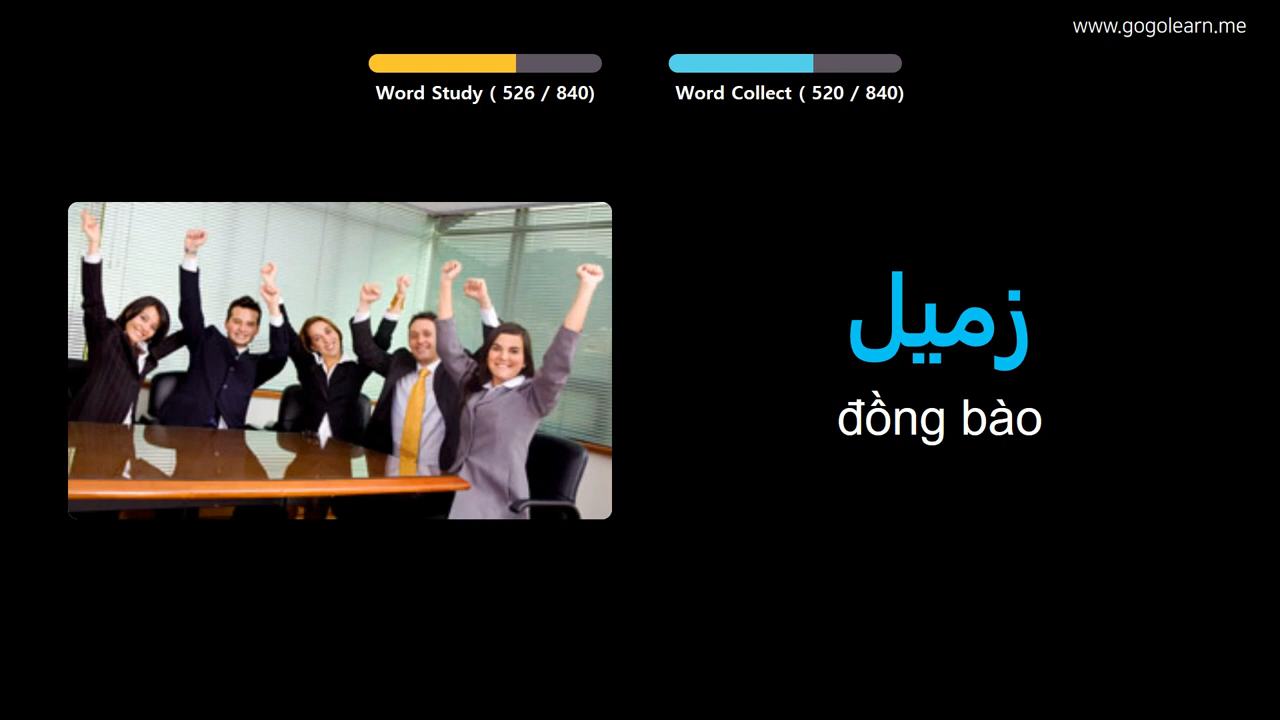 www.gogolearn.me
Word Study ( 526 / 840)
Word Collect ( 520 / 840)
زميل
đồng bào